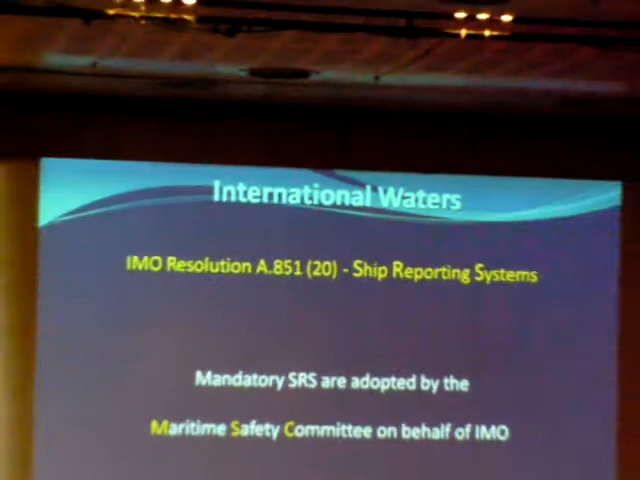 International Waters
IMO Resolution A.851 (20) - Ship Reporting Systems
Mandatory SRS are adopted by the
Maritime Safety Committee on behalf of IMO